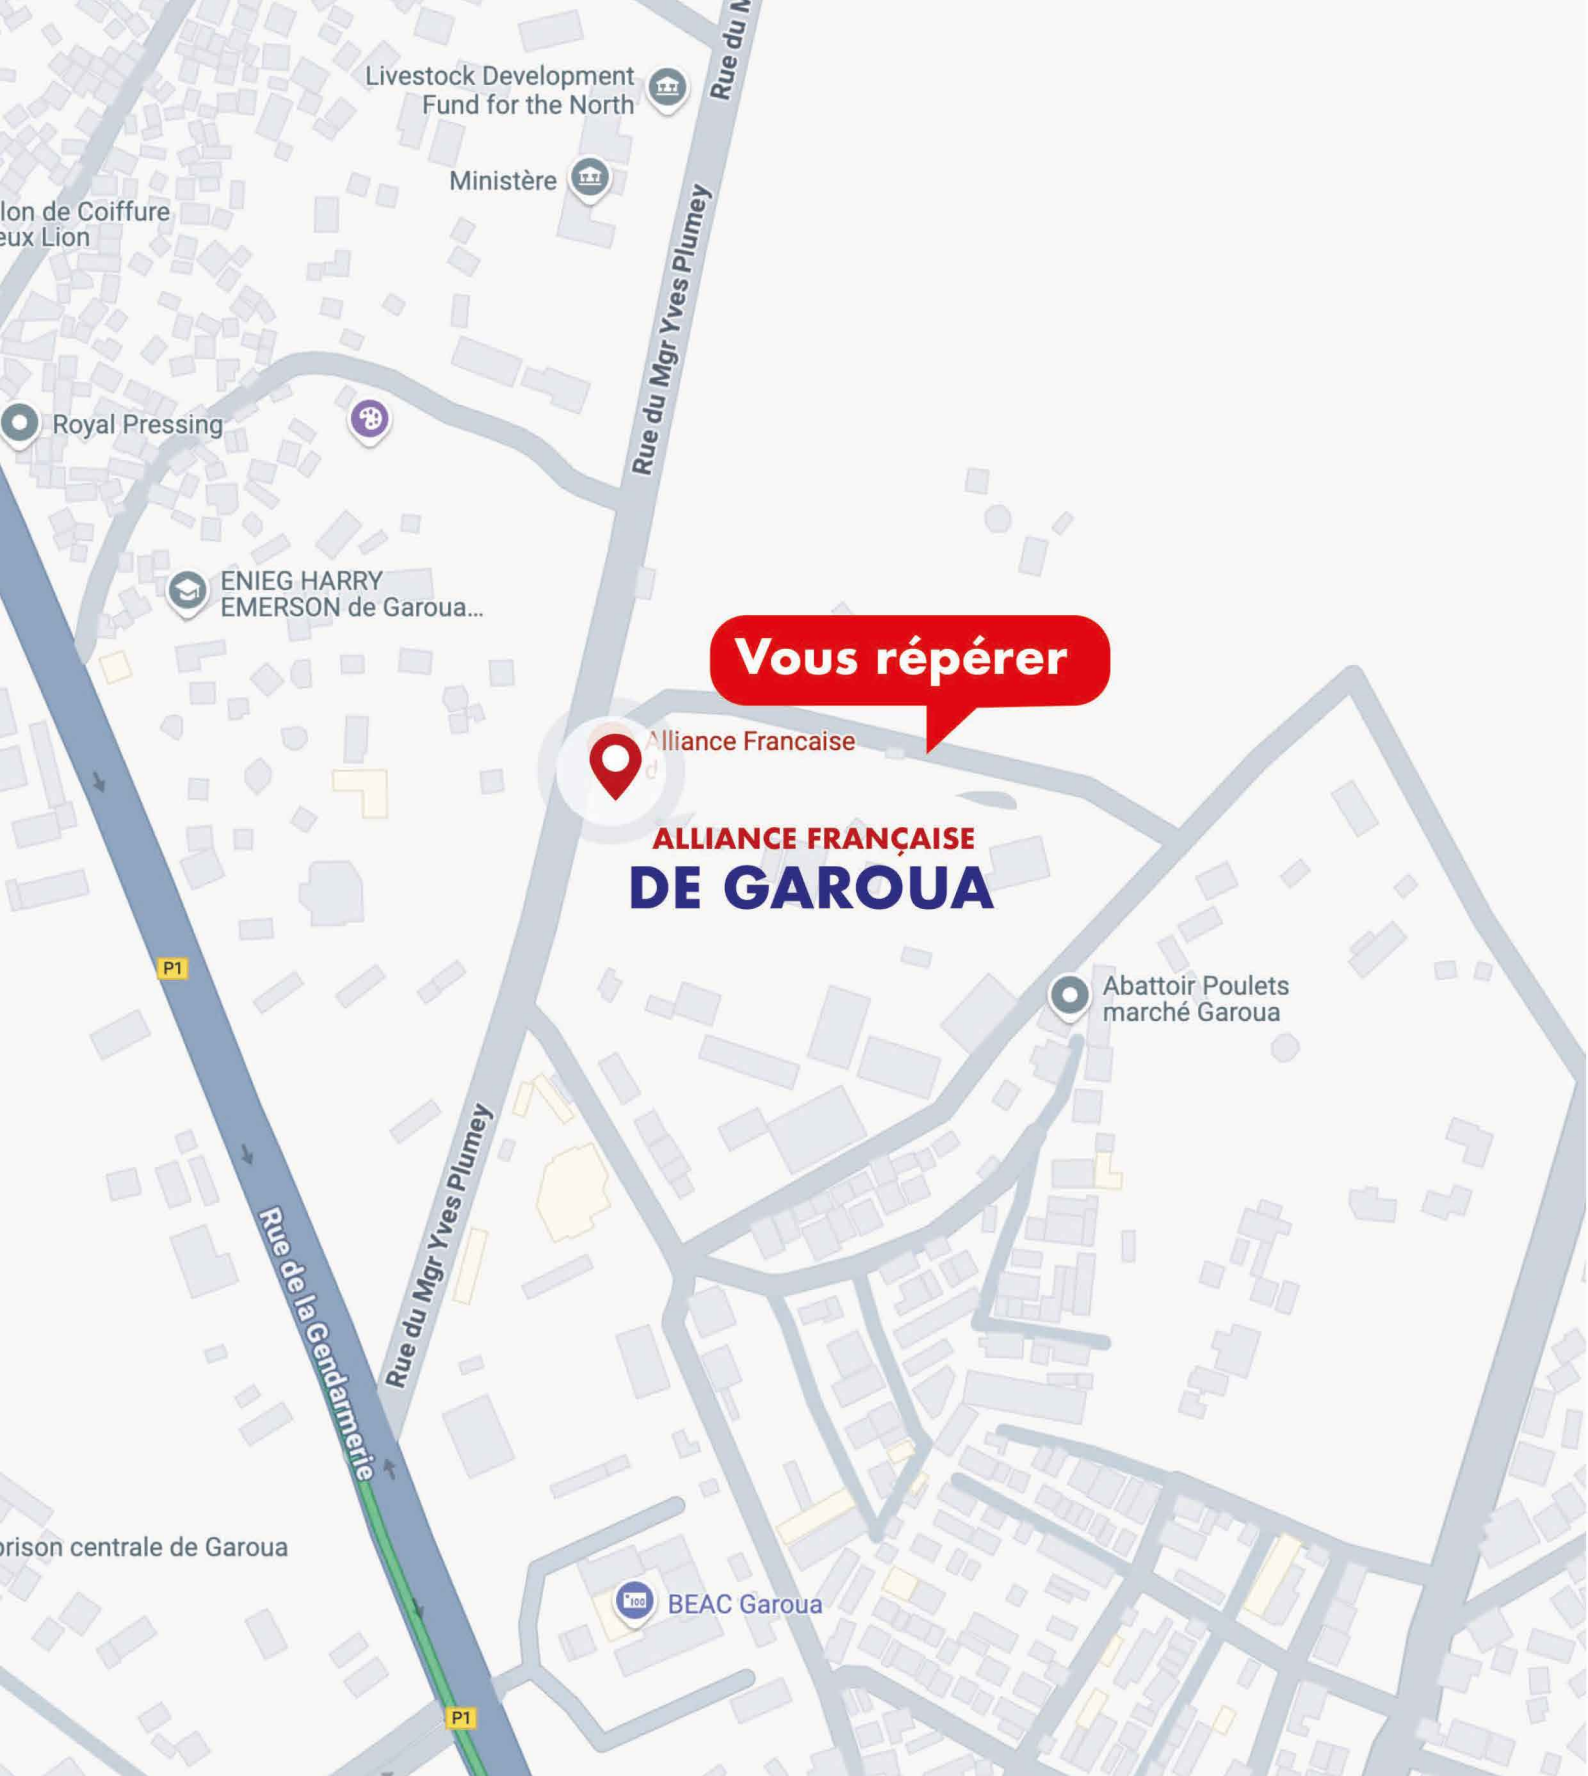 Rue du M
Livestock Development
Fund for the North
Ministère
lon de Coiffure
eux Lion
Rue du Mgr Yves Plumey
Royal Pressing
ENIEG HARRY
EMERSON de Garoua...
Vous répérer
Alliance Francaise
d
ALLIANCE FRANÇAISE
DE GAROUA
P1
Abattoir Poulets
marché Garoua
Rue du Mgr Yves Plumey
Rue de la Gendarmerie
prison centrale de Garoua
100
BEAC Garoua
P1